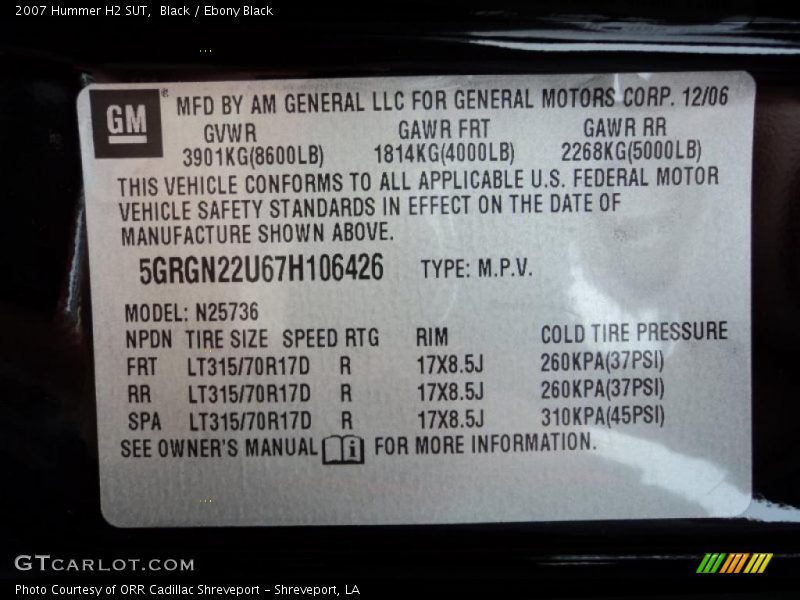 2007 Hummer H2 SUT,  Black / Ebony Black
GM® MFD BY AM GENERAL LLC FOR GENERAL MOTORS CORP. 12/06
GVWR GAWR FRT GAWR RR
3901KG(8600LB) 1814KG(4000LB) 2268KG(5000LB)
THIS VEHICLE CONFORMS TO ALL APPLICABLE U.S. FEDERAL MOTOR
VEHICLE SAFETY STANDARDS IN EFFECT ON THE DATE OF
MANUFACTURE SHOWN ABOVE.
5GRGN22U67H106426 TYPE: M.P.V.
MODEL: N25736
NPDN TIRE SIZE SPEED RTG RIM COLD TIRE PRESSURE
FRT LT315/70R17D R 17X8.5J 260KPA(37PSI)
RR LT315/70R17D R 17X8.5J 260KPA(37PSI)
SPA LT315/70R17D R 17X8.5J 310KPA(45PSI)
SEE OWNER'S MANUAL i FOR MORE INFORMATION.
GTCARLOT.COM
Photo Courtesy of ORR Cadillac Shreveport - Shreveport, LA